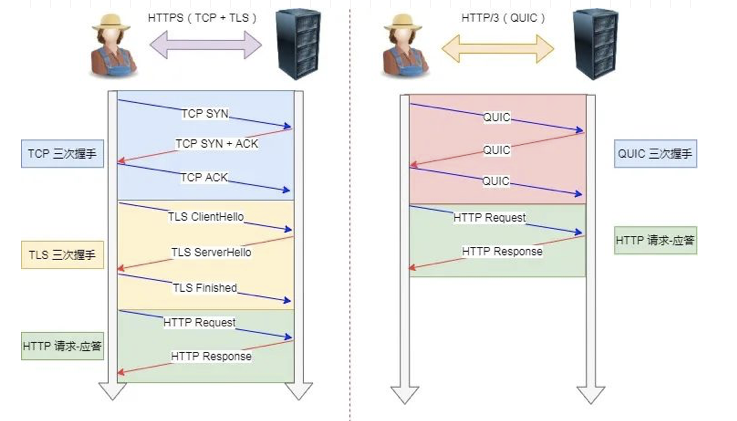 HTTPS（TCP + TLS）
TCP 三次握手
TCP SYN
TCP SYN + ACK
TCP ACK
TLS 三次握手
TLS ClientHello
TLS ServerHello
TLS Finished
HTTP 请求-应答
HTTP Request
HTTP Response
HTTP/3 (QUIC)
QUIC
QUIC
QUIC
QUIC 三次握手
HTTP Request
HTTP Response
HTTP 请求-应答